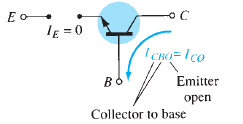 E
C
I_E = 0
I_CBO = I_CO
B
Emitter
open
Collector to base